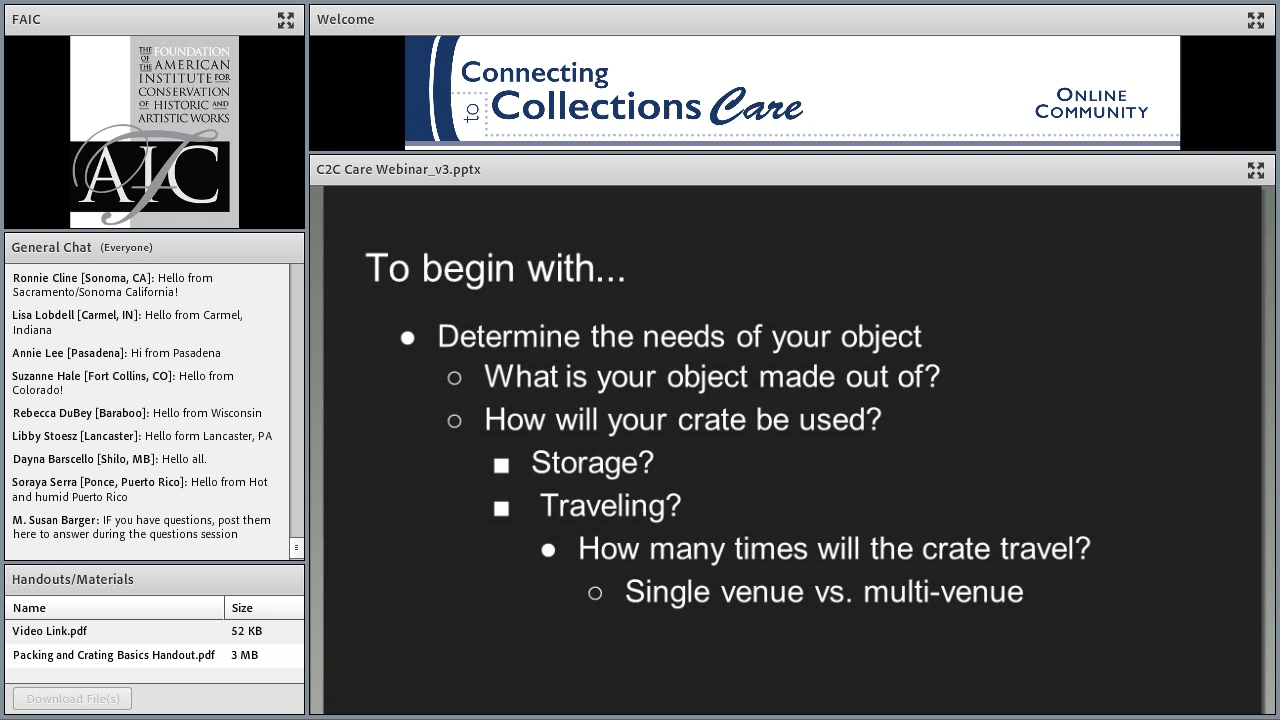 FAIC
THE FOUNDATION
OF THE AMERICAN
INSTITUTE FOR
CONSERVATION
OF HISTORIC AND
ARTISTIC WORKS
AIC
General Chat (Everyone)
Ronnie Cline [Sonoma, CA]: Hello from
Sacramento/Sonoma California!
Lisa Lobdell [Carmel, IN]: Hello from Carmel,
Indiana
Annie Lee [Pasadena]: Hi from Pasadena
Suzanne Hale [Fort Collins, CO]: Hello from
Colorado!
Rebecca DuBey [Baraboo]: Hello from Wisconsin
Libby Stoesz [Lancaster]: Hello form Lancaster, PA
Dayna Barscello [Shilo, MB]: Hello all.
Soraya Serra [Ponce, Puerto Rico]: Hello from Hot
and humid Puerto Rico
M. Susan Barger: IF you have questions, post them
here to answer during the questions session
Handouts/Materials
Name Size
Video Link.pdf 52 KB
Packing and Crating Basics Handout.pdf 3 MB
Download File(s)
Welcome
Connecting
to Collections Care
ONLINE
COMMUNITY
C2C Care Webinar_v3.pptx
To begin with...
● Determine the needs of your object
○ What is your object made out of?
○ How will your crate be used?
■ Storage?
■ Traveling?
● How many times will the crate travel?
○ Single venue vs. multi-venue